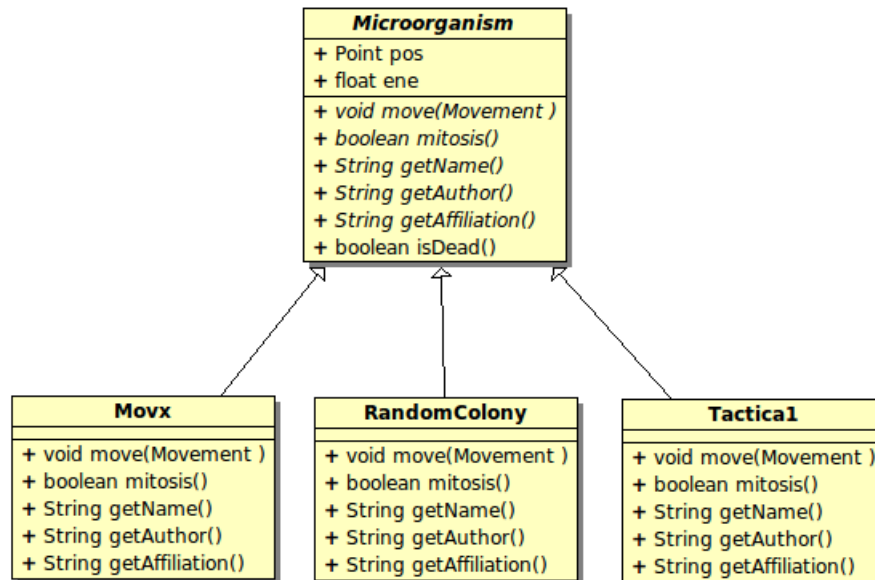 Microorganism
+ Point pos
+ float ene
+ void move(Movement )
+ boolean mitosis()
+ String getName()
+ String getAuthor()
+ String getAffiliation()
+ boolean isDead()
Movx
+ void move(Movement )
+ boolean mitosis()
+ String getName()
+ String getAuthor()
+ String getAffiliation()
RandomColony
+ void move(Movement )
+ boolean mitosis()
+ String getName()
+ String getAuthor()
+ String getAffiliation()
Tactica1
+ void move(Movement )
+ boolean mitosis()
+ String getName()
+ String getAuthor()
+ String getAffiliation()